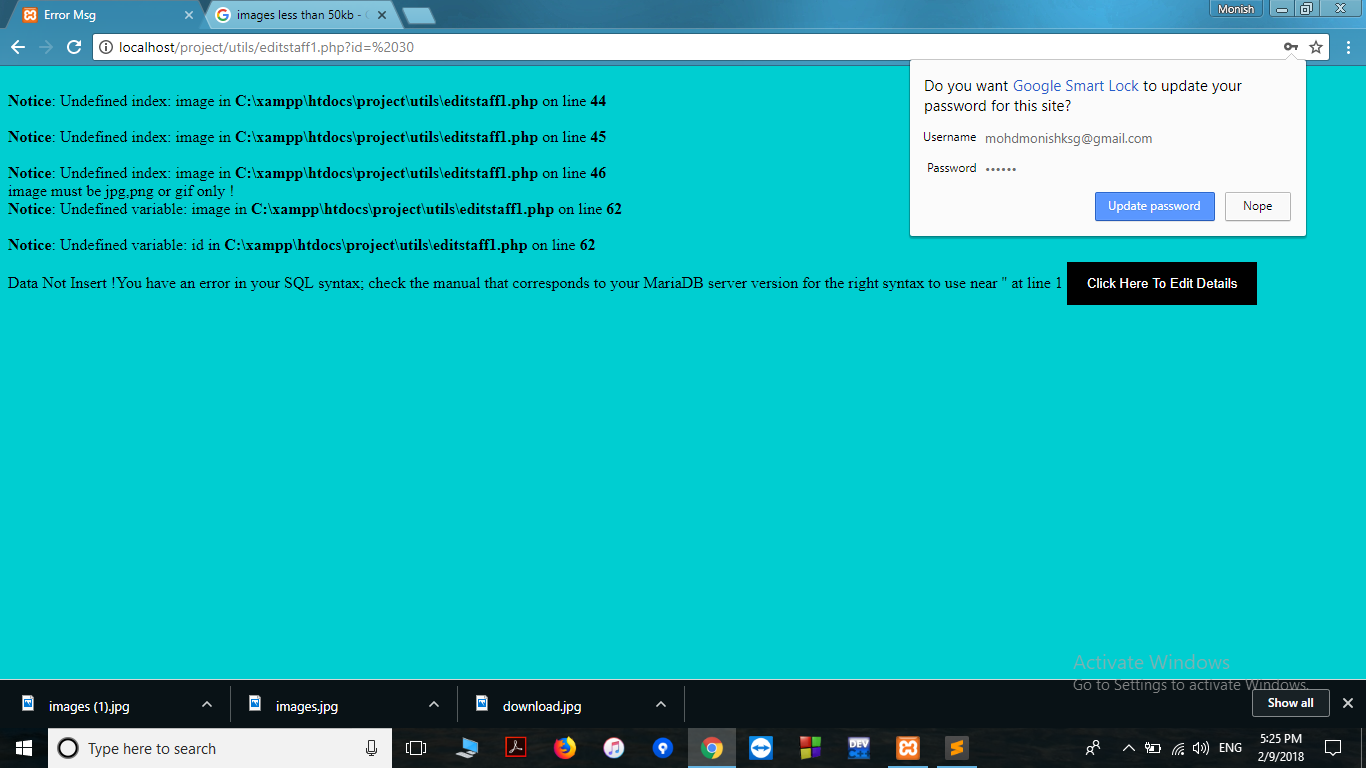 Error Msg
images less than 50kb -
Monish
localhost/project/utils/editstaff1.php?id=%2030
Notice: Undefined index: image in C:\xampp\htdocs\project\utils\editstaff1.php on line 44
Notice: Undefined index: image in C:\xampp\htdocs\project\utils\editstaff1.php on line 45
Notice: Undefined index: image in C:\xampp\htdocs\project\utils\editstaff1.php on line 46
image must be jpg,png or gif only !
Notice: Undefined variable: image in C:\xampp\htdocs\project\utils\editstaff1.php on line 62
Notice: Undefined variable: id in C:\xampp\htdocs\project\utils\editstaff1.php on line 62
Data Not Insert !You have an error in your SQL syntax; check the manual that corresponds to your MariaDB server version for the right syntax to use near '' at line 1
Click Here To Edit Details
Do you want Google Smart Lock to update your
password for this site?
Username mohdmonishksg@gmail.com
Password ••••••
Update password
Nope
Activate Windows
Go to Settings to activate Windows.
images (1).jpg
images.jpg
download.jpg
Show all
Type here to search
DEV
ENG
5:25 PM
2/9/2018